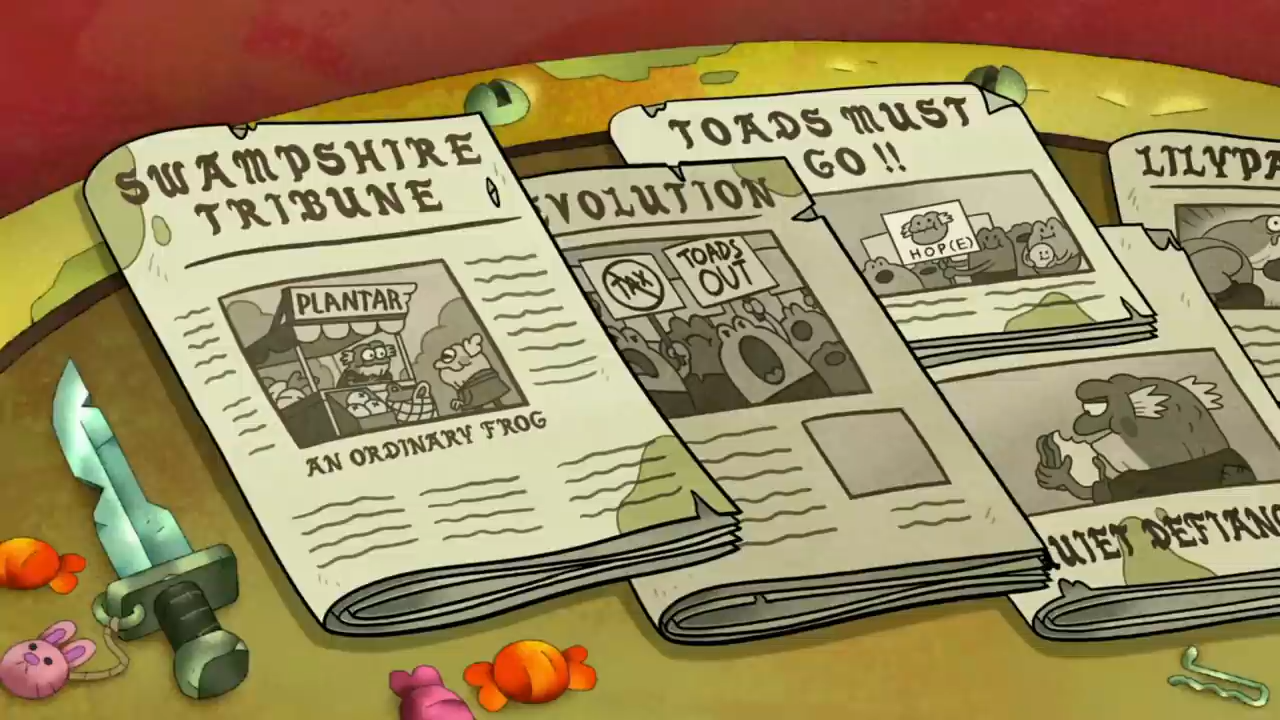 SWAMPSHIRE
TRIBUNE
PLANTAR
AN ORDINARY FROG
EVOLUTION
TAX
TOADS
OUT
TOADS MUST
GO !!
HOP(E)
UIET DEFIANC
LILYPA